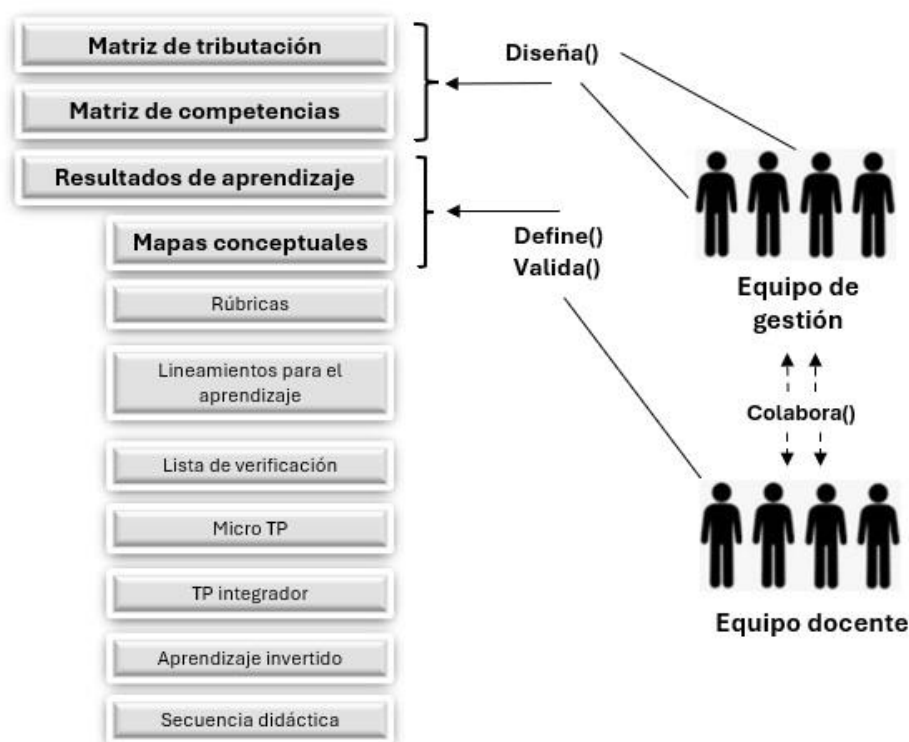 Matriz de tributación
Matriz de competencias
Resultados de aprendizaje
Mapas conceptuales
Rúbricas
Lineamientos para el
aprendizaje
Lista de verificación
Micro TP
TP integrador
Aprendizaje invertido
Secuencia didáctica
Diseña()
Define()
Valida()
Equipo de
gestión
Colabora()
Equipo docente